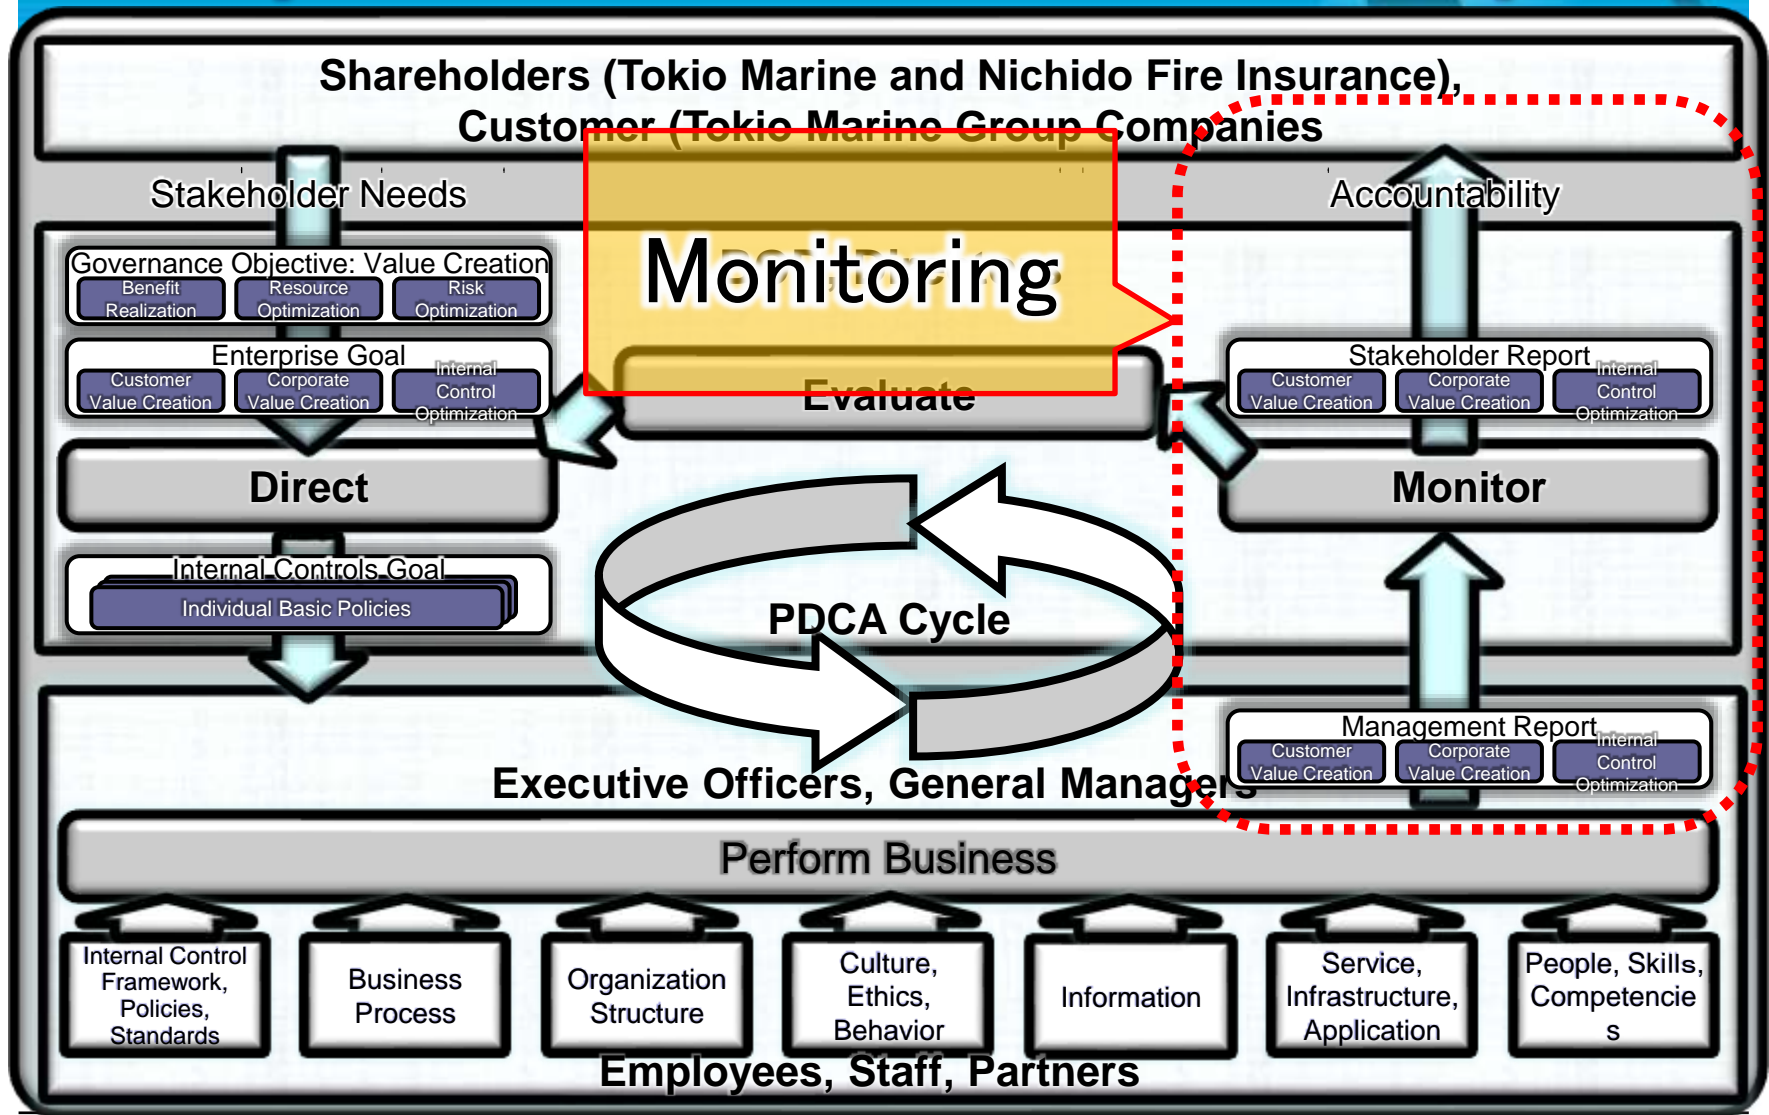 Shareholders (Tokio Marine and Nichido Fire Insurance),
Customer (Tokio Marine Group Companies
Stakeholder Needs
Accountability
Monitoring
Governance Objective: Value Creation
Benefit
Realization
Resource
Optimization
Risk
Optimization
Enterprise Goal
Customer
Value Creation
Corporate
Value Creation
Internal
Control
Optimization
Evaluate
Stakeholder Report
Customer
Value Creation
Corporate
Value Creation
Internal
Control
Optimization
Direct
Monitor
Internal Controls Goal
Individual Basic Policies
PDCA Cycle
Management Report
Customer
Value Creation
Corporate
Value Creation
Internal
Control
Optimization
Executive Officers, General Managers
Perform Business
Internal Control
Framework,
Policies,
Standards
Business
Process
Organization
Structure
Culture,
Ethics,
Behavior
Information
Service,
Infrastructure,
Application
People, Skills,
Competencie
s
Employees, Staff, Partners